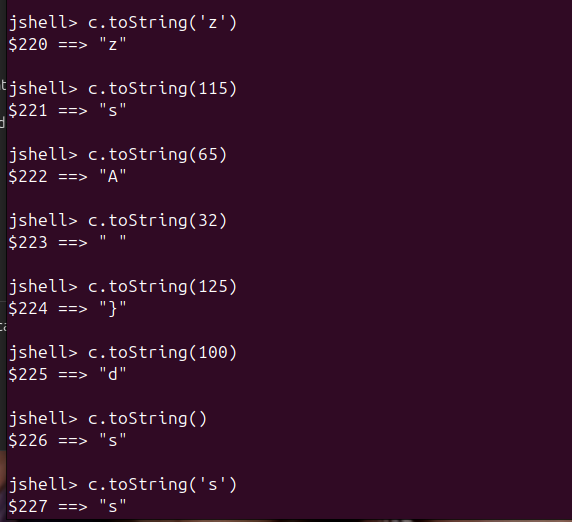 jshell> c.toString('z')
$220 ==> "z"
jshell> c.toString(115)
$221 ==> "s"
jshell> c.toString(65)
$222 ==> "A"
jshell> c.toString(32)
$223 ==> " "
jshell> c.toString(125)
$224 ==> "}"
jshell> c.toString(100)
$225 ==> "d"
jshell> c.toString()
$226 ==> "s"
jshell> c.toString('s')
$227 ==> "s"